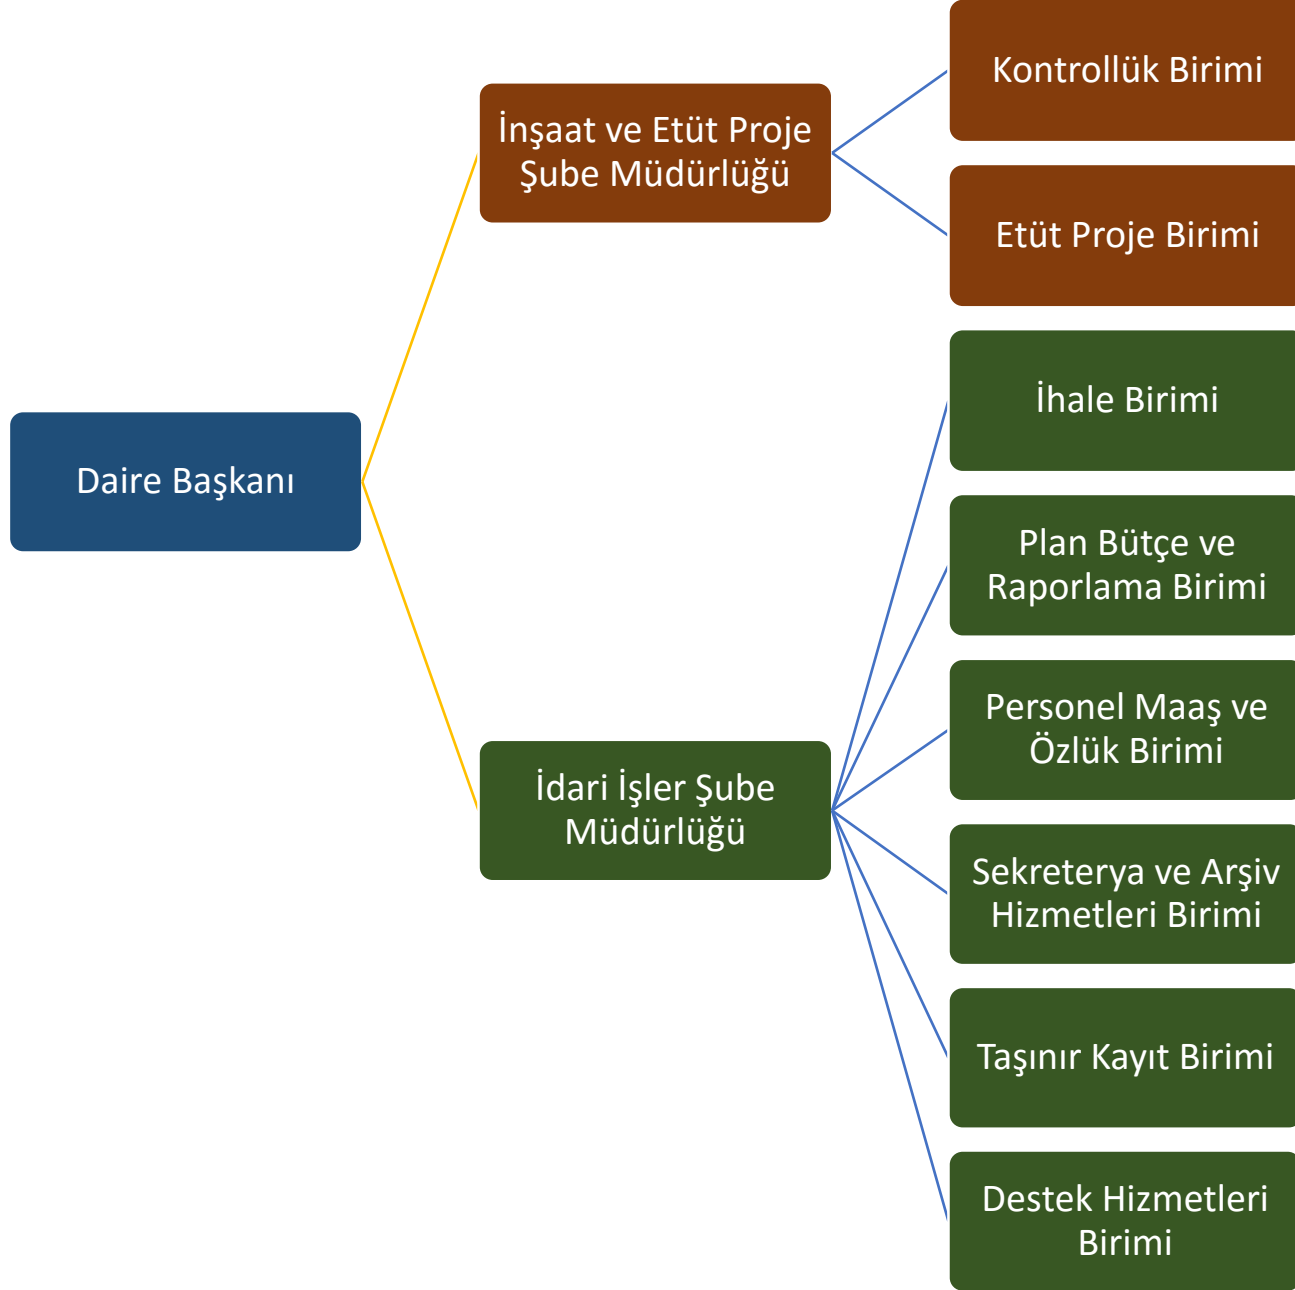 Kontrollük Birimi
İnşaat ve Etüt Proje
Şube Müdürlüğü
Etüt Proje Birimi
Daire Başkanı
İhale Birimi
Plan Bütçe ve
Raporlama Birimi
Personel Maaş ve
Özlük Birimi
İdari İşler Şube
Müdürlüğü
Sekreterya ve Arşiv
Hizmetleri Birimi
Taşınır Kayıt Birimi
Destek Hizmetleri
Birimi